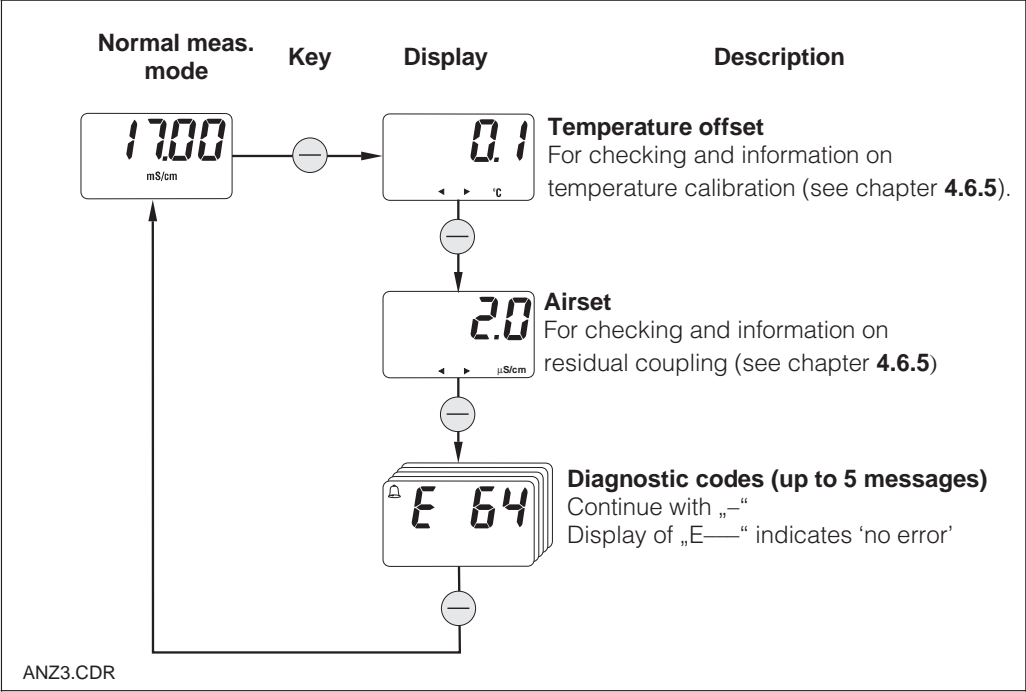 Normal meas.
mode
Key
Display
Description
17.00
mS/cm
0.1
°C
Temperature offset
For checking and information on
temperature calibration (see chapter 4.6.5).
2.0
µS/cm
Airset
For checking and information on
residual coupling (see chapter 4.6.5)
E 64
Diagnostic codes (up to 5 messages)
Continue with „–“
Display of „E–––“ indicates ‘no error’
ANZ3.CDR